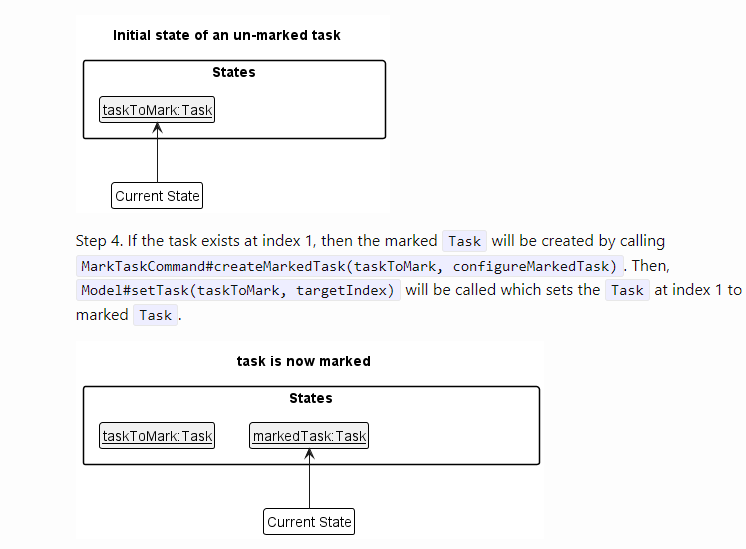 Initial state of an un-marked task
States
taskToMark:Task
Current State
Step 4. If the task exists at index 1, then the marked Task will be created by calling
MarkTaskCommand#createMarkedTask(taskToMark, configureMarkedTask). Then,
Model#setTask(taskToMark, targetIndex) will be called which sets the Task at index 1 to
marked Task.
task is now marked
States
taskToMark:Task markedTask:Task
Current State